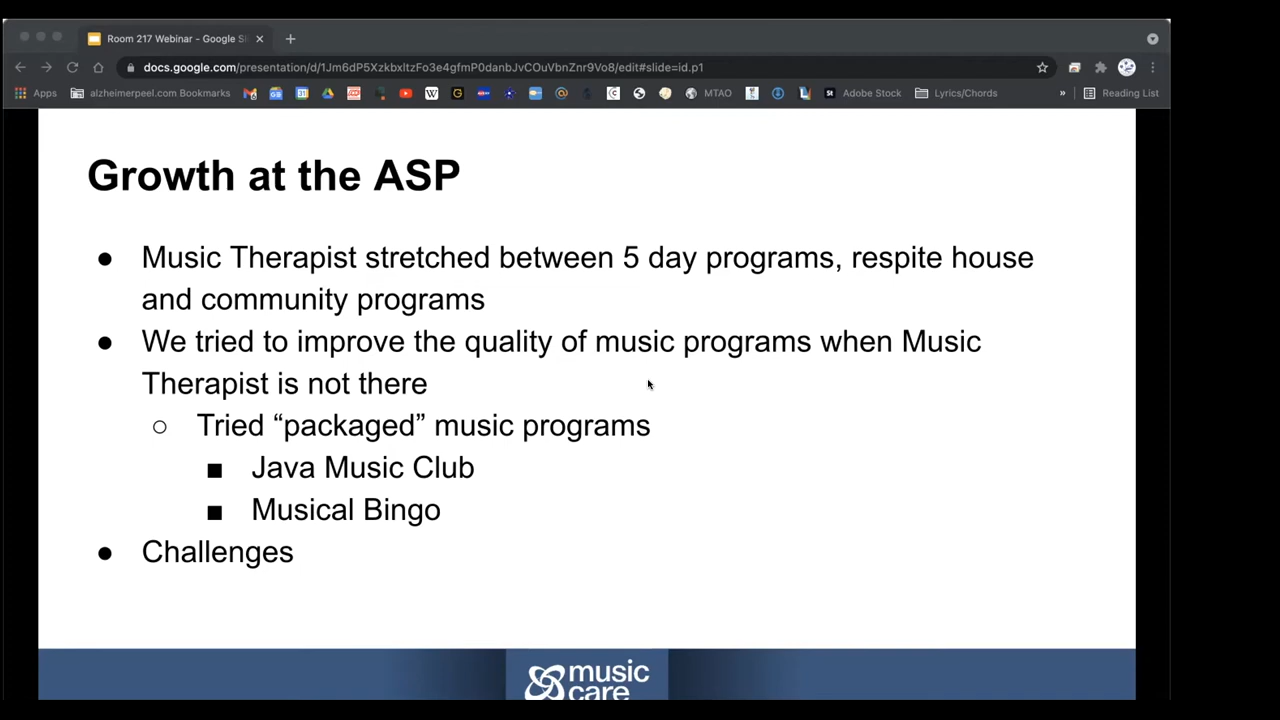 Room 217 Webinar - Google Sl
docs.google.com/presentation/d/1Jm6dP5XzkbxltzFo3e4gfmP0danbJvCOuVbnZnr9Vo8/edit#slide=id.p1
Apps alzheimerpeel.com Bookmarks MTAO Adobe Stock Lyrics/Chords » Reading List
Growth at the ASP
● Music Therapist stretched between 5 day programs, respite house
and community programs
● We tried to improve the quality of music programs when Music
Therapist is not there
○ Tried “packaged” music programs
■ Java Music Club
■ Musical Bingo
● Challenges
music
care